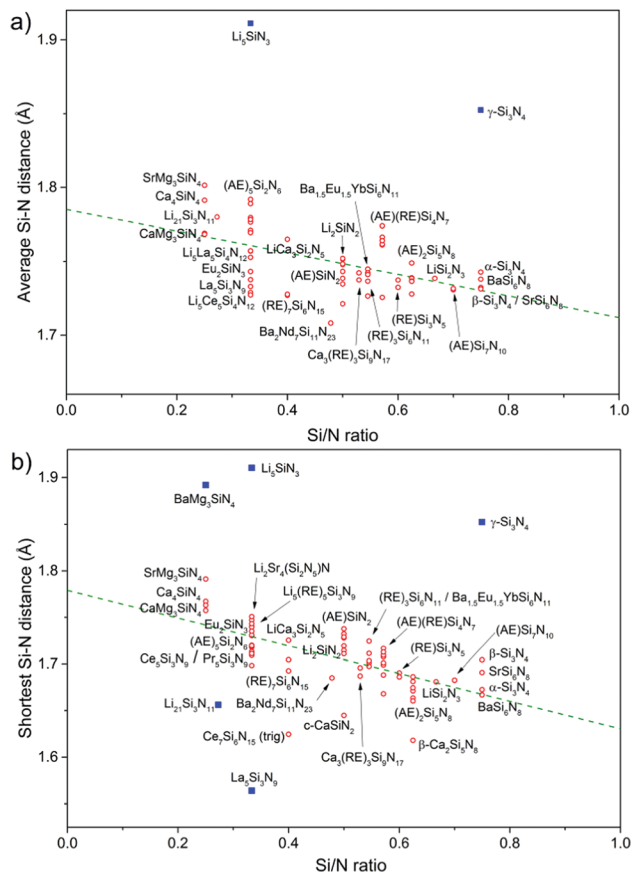 a)
1.9
1.8
1.7
Average Si-N distance (Å)
Li₅SiN₃
γ-Si₃N₄
SrMg₃SiN₄
Ca₄SiN₄
Li₂₁Si₃N₁₁
CaMg₃SiN₄
(AE)₅Si₂N₆
Li₅La₅Si₄N₁₂
Eu₂SiN₃
La₅Si₃N₉
Li₅Ce₅Si₄N₁₂
LiCa₃Si₂N₅
(RE)₇Si₆N₁₅
Ba₂Nd₇Si₁₁N₂₃
Ba₁.₅Eu₁.₅YbSi₆N₁₁
Li₂SiN₂
(AE)SiN₂
(AE)(RE)Si₄N₇
(AE)₂Si₅N₈
LiSi₂N₃
α-Si₃N₄
BaSi₆N₈
β-Si₃N₄ / SrSi₆N₈
(RE)Si₃N₅
(RE)₃Si₆N₁₁
(AE)Si₇N₁₀
Ca₃(RE)₃Si₉N₁₇
0.0 0.2 0.4 0.6 0.8 1.0
Si/N ratio
b)
1.9
1.8
1.7
1.6
Shortest Si-N distance (Å)
Li₅SiN₃
BaMg₃SiN₄
γ-Si₃N₄
SrMg₃SiN₄
Ca₄SiN₄
CaMg₃SiN₄
Li₂Sr₄(Si₂N₅)N
Li₅(RE)₅Si₃N₉
Eu₂SiN₃
LiCa₃Si₂N₅
(AE)₅Si₂N₆
Ce₅Si₃N₉ / Pr₅Si₃N₉
(AE)SiN₂
Li₂SiN₂
(RE)₃Si₆N₁₁ / Ba₁.₅Eu₁.₅YbSi₆N₁₁
(AE)(RE)Si₄N₇
(RE)Si₃N₅
(AE)Si₇N₁₀
β-Si₃N₄
SrSi₆N₈
α-Si₃N₄
BaSi₆N₈
LiSi₂N₃
(AE)₂Si₅N₈
(RE)₇Si₆N₁₅
Li₂₁Si₃N₁₁
Ba₂Nd₇Si₁₁N₂₃
c-CaSiN₂
Ce₇Si₆N₁₅ (trig)
Ca₃(RE)₃Si₉N₁₇
β-Ca₂Si₅N₈
La₅Si₃N₉
0.0 0.2 0.4 0.6 0.8 1.0
Si/N ratio